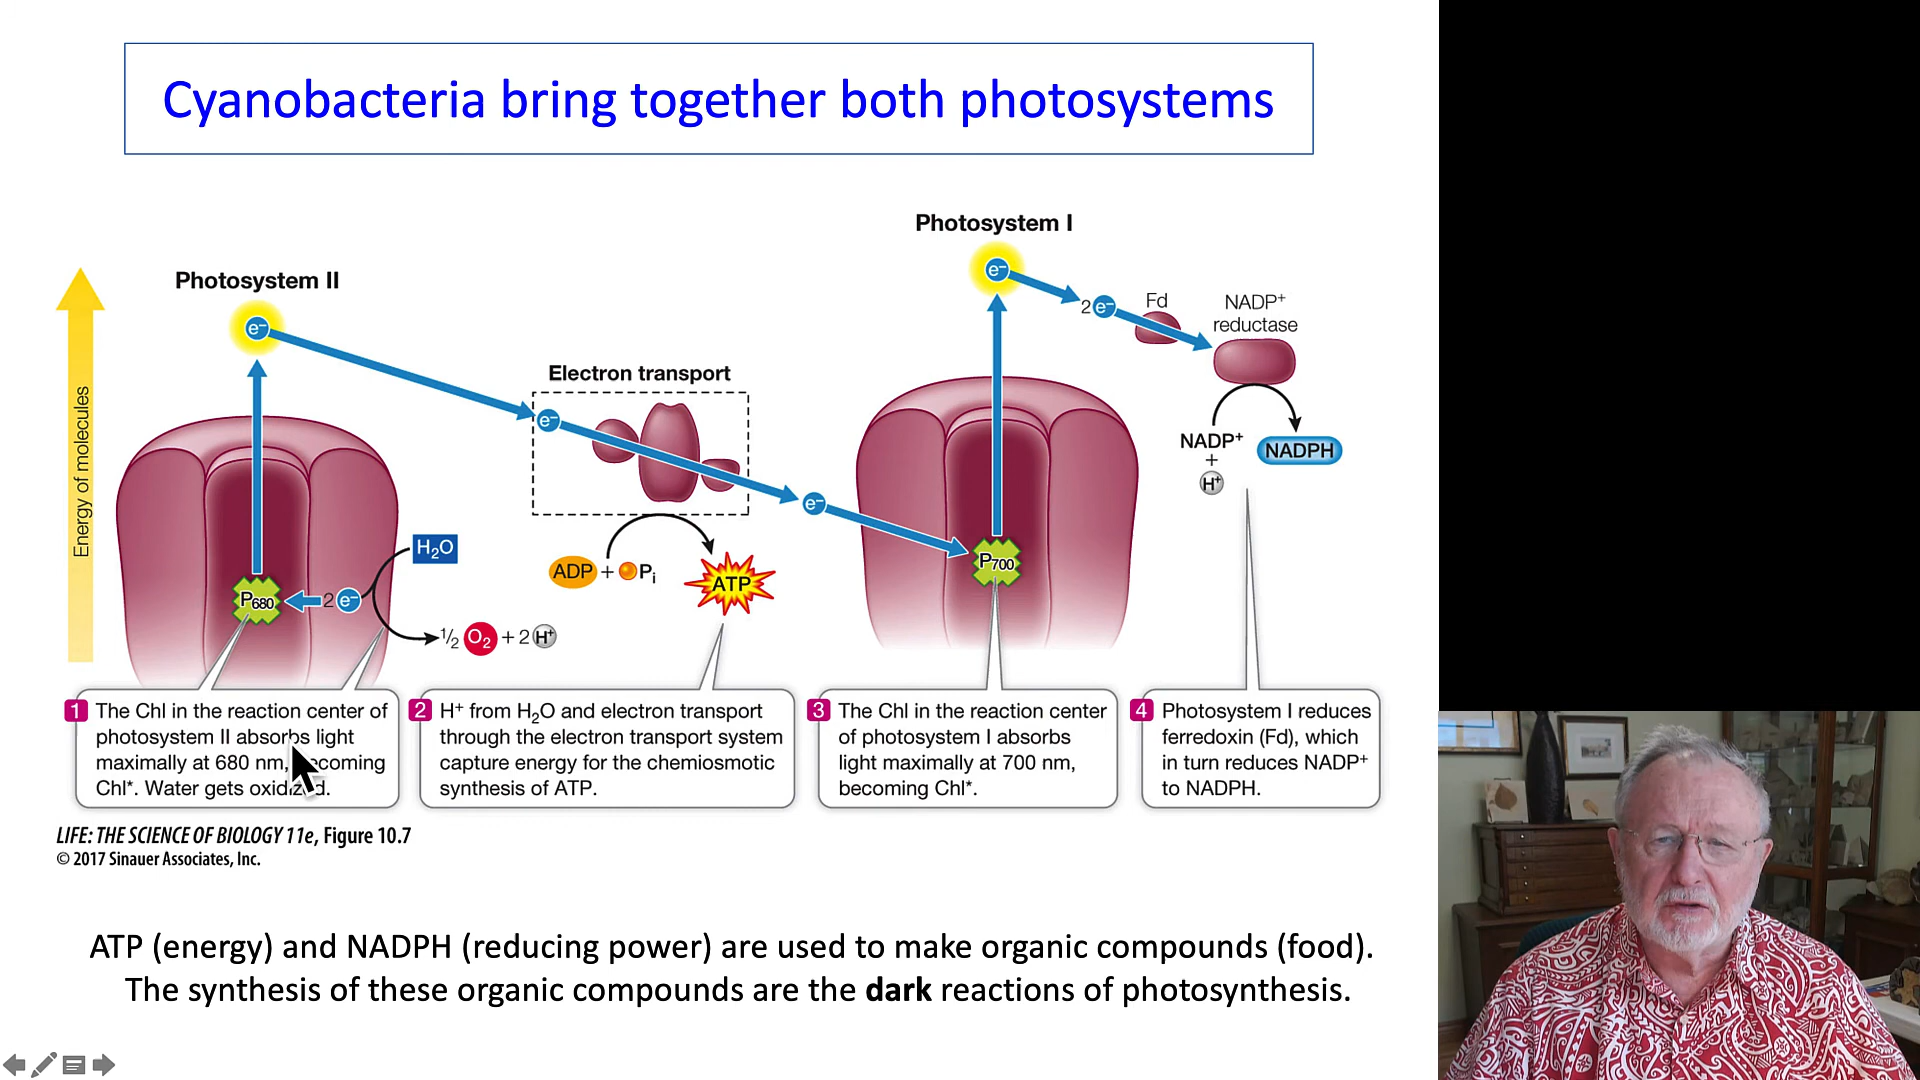 Cyanobacteria bring together both photosystems
Photosystem I
Photosystem II
e⁻
e⁻
2 e⁻
Fd
NADP⁺
reductase
Electron transport
e⁻
e⁻
Energy of molecules
NADP⁺
+
H⁺
NADPH
H₂O
P₆₈₀
2 e⁻
½ O₂ + 2 H⁺
ADP + Pᵢ
ATP
P₇₀₀
1 The Chl in the reaction center of
photosystem II absorbs light
maximally at 680 nm, becoming
Chl*. Water gets oxidized.
2 H⁺ from H₂O and electron transport
through the electron transport system
capture energy for the chemiosmotic
synthesis of ATP.
3 The Chl in the reaction center
of photosystem I absorbs
light maximally at 700 nm,
becoming Chl*.
4 Photosystem I reduces
ferredoxin (Fd), which
in turn reduces NADP⁺
to NADPH.
LIFE: THE SCIENCE OF BIOLOGY 11e, Figure 10.7
© 2017 Sinauer Associates, Inc.
ATP (energy) and NADPH (reducing power) are used to make organic compounds (food).
The synthesis of these organic compounds are the dark reactions of photosynthesis.